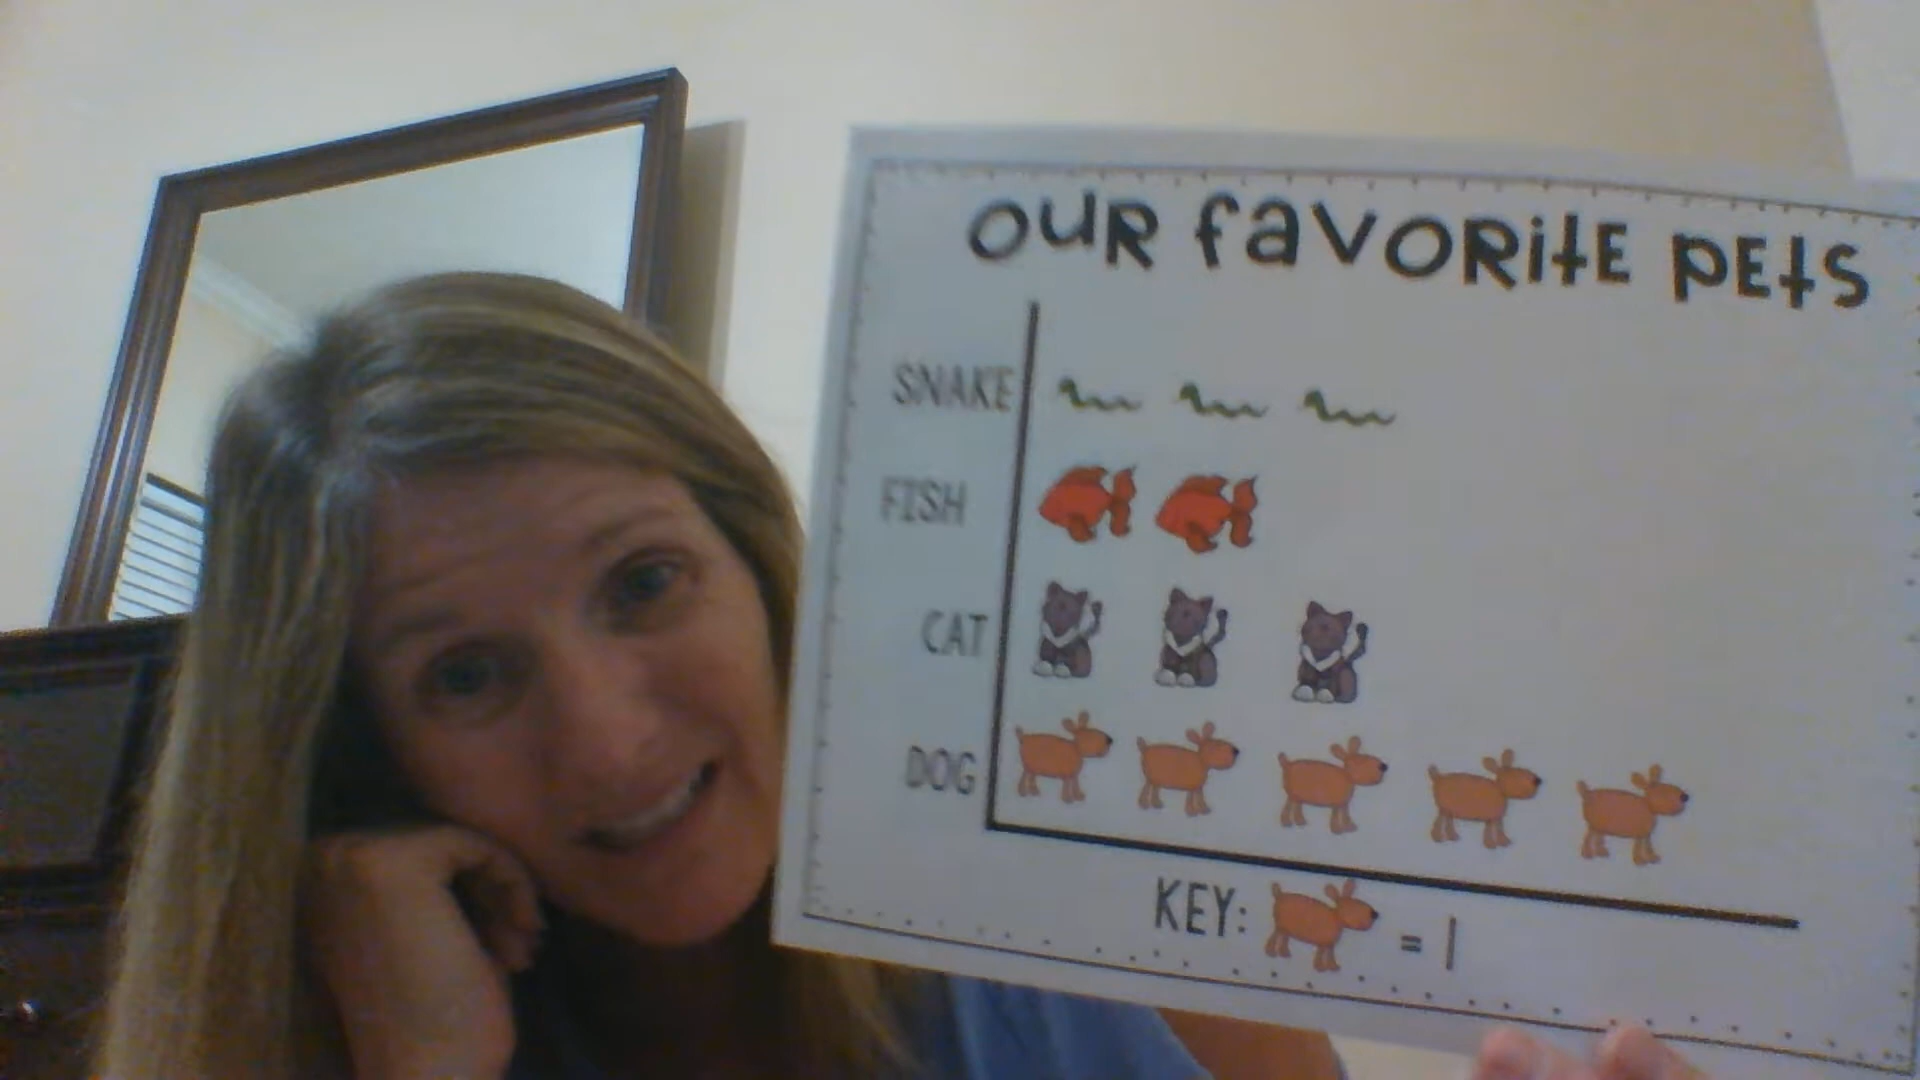 OUR favORitE pEtS
SNAKE
FISH
CAT
DOG
KEY: = 1